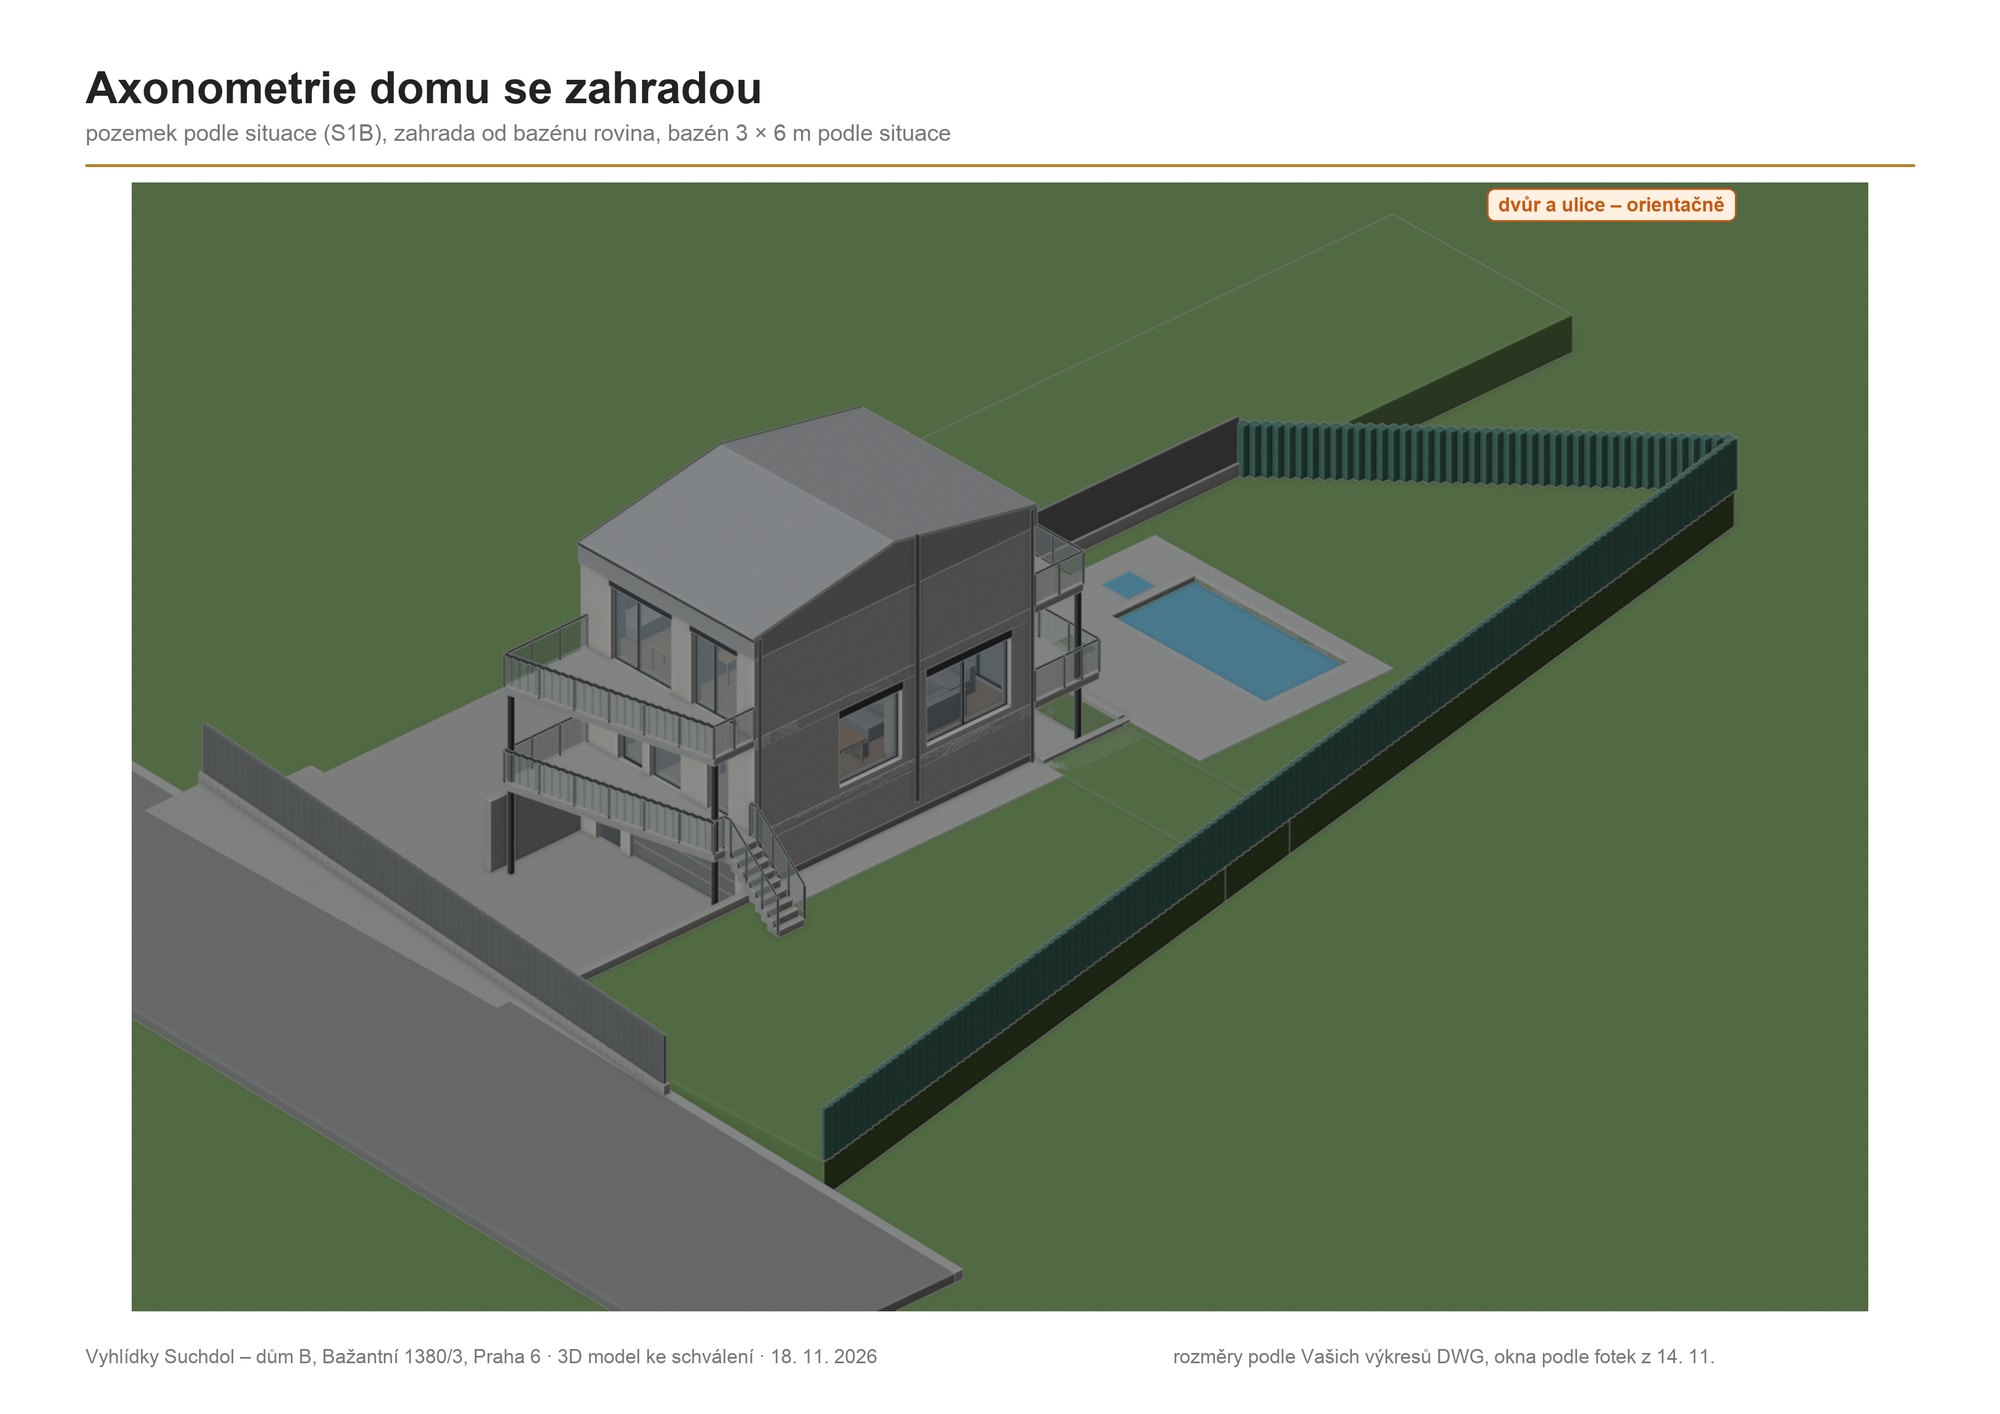 Axonometrie domu se zahradou
pozemek podle situace (S1B), zahrada od bazénu rovina, bazén 3 × 6 m podle situace
dvůr a ulice – orientačně
Vyhlídky Suchdol – dům B, Bažantní 1380/3, Praha 6 · 3D model ke schválení · 18. 11. 2026
rozměry podle Vašich výkresů DWG, okna podle fotek z 14. 11.